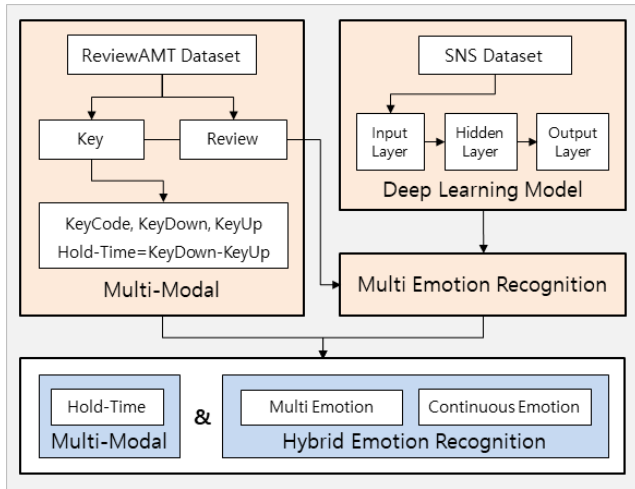 ReviewAMT Dataset
Key
Review
KeyCode, KeyDown, KeyUp
Hold-Time=KeyDown-KeyUp
Multi-Modal
SNS Dataset
Input
Layer
Hidden
Layer
Output
Layer
Deep Learning Model
Multi Emotion Recognition
Hold-Time
Multi-Modal
&
Multi Emotion
Continuous Emotion
Hybrid Emotion Recognition